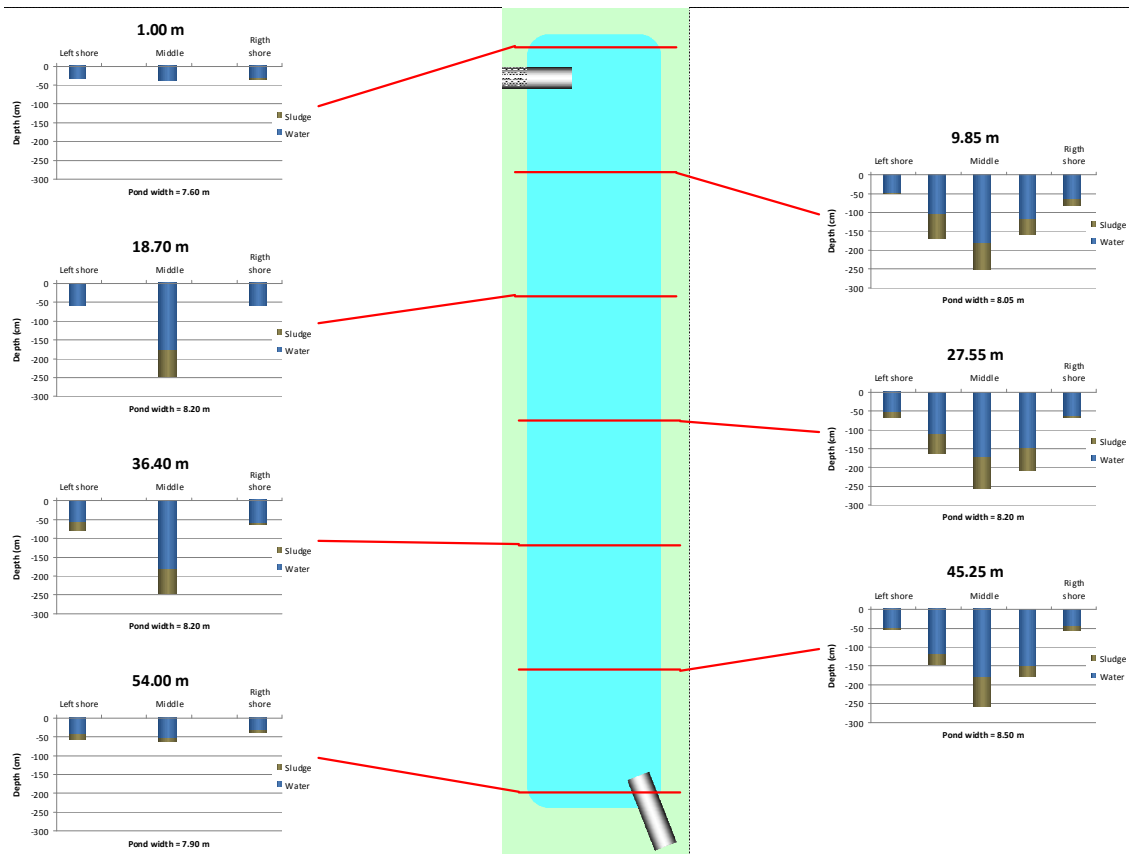 1.00 m
Left shore Middle Rigth shore
0
-50
-100
-150
-200
-250
-300
Depth (cm)
Sludge
Water
Pond width = 7.60 m
9.85 m
Left shore Middle Rigth shore
0
-50
-100
-150
-200
-250
-300
Depth (cm)
Sludge
Water
Pond width = 8.05 m
18.70 m
Left shore Middle Rigth shore
0
-50
-100
-150
-200
-250
-300
Depth (cm)
Sludge
Water
Pond width = 8.20 m
27.55 m
Left shore Middle Rigth shore
0
-50
-100
-150
-200
-250
-300
Depth (cm)
Sludge
Water
Pond width = 8.20 m
36.40 m
Left shore Middle Rigth shore
0
-50
-100
-150
-200
-250
-300
Depth (cm)
Sludge
Water
Pond width = 8.20 m
45.25 m
Left shore Middle Rigth shore
0
-50
-100
-150
-200
-250
-300
Depth (cm)
Sludge
Water
Pond width = 8.50 m
54.00 m
Left shore Middle Rigth shore
0
-50
-100
-150
-200
-250
-300
Depth (cm)
Sludge
Water
Pond width = 7.90 m